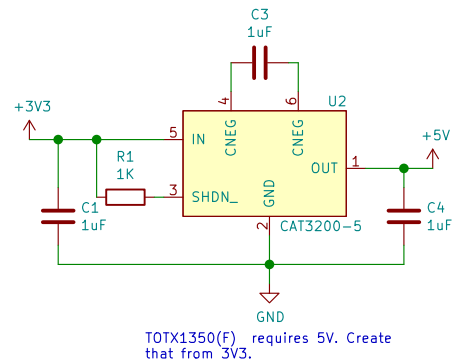 C3
1uF
U2
+3V3
4
6
CNEG
CNEG
+5V
5
IN
R1
1K
OUT
1
3
SHDN_
GND
C1
1uF
2
CAT3200-5
C4
1uF
GND
TOTX1350(F) requires 5V. Create
that from 3V3.